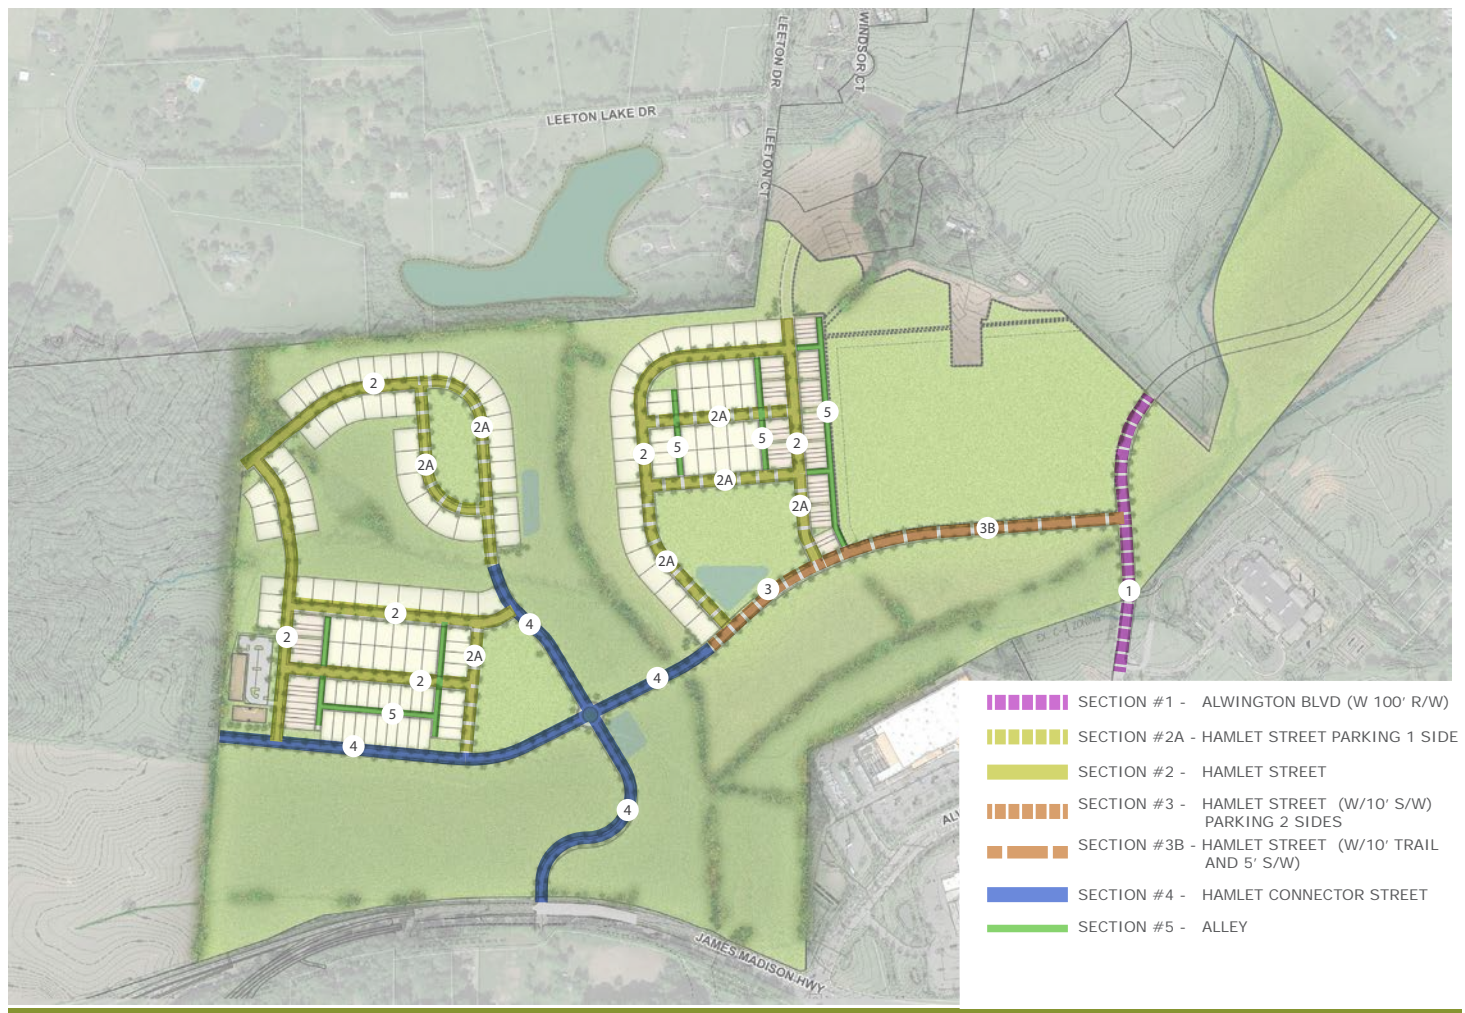 LEETON DR
WINDSOR CT
LEETON LAKE DR
LEETON CT
2
2A
2A
2A
5
2
5
5
2
2A
2A
2A
3B
3
1
2
4
2
2A
4
2
5
4
4
JAMES MADISON HWY
SECTION #1 - ALWINGTON BLVD (W 100' R/W)
SECTION #2A - HAMLET STREET PARKING 1 SIDE
SECTION #2 - HAMLET STREET
SECTION #3 - HAMLET STREET (W/10' S/W)
PARKING 2 SIDES
SECTION #3B - HAMLET STREET (W/10' TRAIL
AND 5' S/W)
SECTION #4 - HAMLET CONNECTOR STREET
SECTION #5 - ALLEY